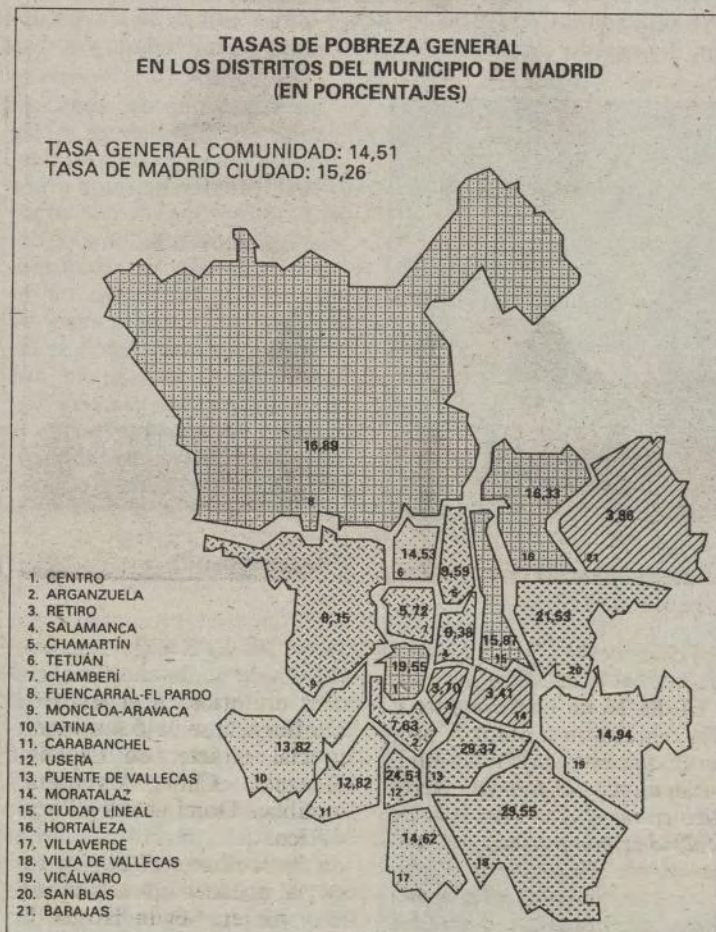 TASAS DE POBREZA GENERAL
EN LOS DISTRITOS DEL MUNICIPIO DE MADRID
(EN PORCENTAJES)
TASA GENERAL COMUNIDAD: 14,51
TASA DE MADRID CIUDAD: 15,26
16,89
8
16,33
16
3,96
21
14,53
6
9,59
5
8,15
9
5,72
7
9,38
4
15,87
15
21,53
20
19,55
1
3,70
3
3,41
14
14,94
19
13,82
10
7,63
2
12,82
11
24,51
12
29,37
13
29,55
18
14,62
17
1. CENTRO
2. ARGANZUELA
3. RETIRO
4. SALAMANCA
5. CHAMARTÍN
6. TETUÁN
7. CHAMBERÍ
8. FUENCARRAL-EL PARDO
9. MONCLOA-ARAVACA
10. LATINA
11. CARABANCHEL
12. USERA
13. PUENTE DE VALLECAS
14. MORATALAZ
15. CIUDAD LINEAL
16. HORTALEZA
17. VILLAVERDE
18. VILLA DE VALLECAS
19. VICÁLVARO
20. SAN BLAS
21. BARAJAS